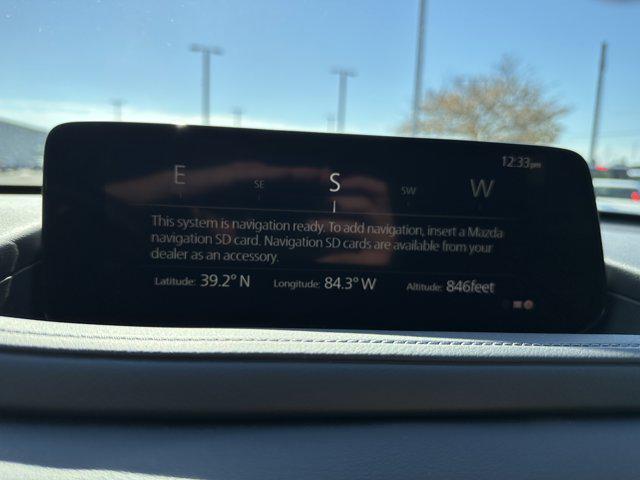 12:33pm
E SE S SW W
This system is navigation ready. To add navigation, insert a Mazda
navigation SD card. Navigation SD cards are available from your
dealer as an accessory.
Latitude: 39.2° N Longitude: 84.3° W Altitude: 846feet